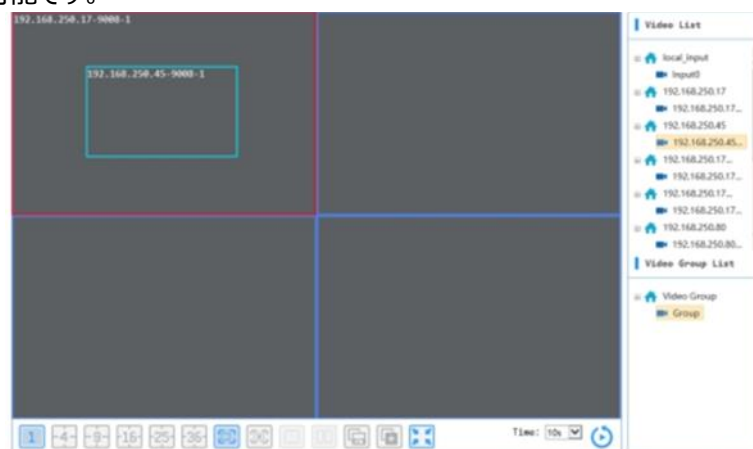 能です。
192.168.250.17-9008-1
192.168.250.45-9008-1
Video List
local_input
Input0
192.168.250.17
192.168.250.17...
192.168.250.45
192.168.250.45...
192.168.250.17...
192.168.250.17...
192.168.250.17...
192.168.250.17...
192.168.250.80
192.168.250.80...
Video Group List
Video Group
Group
1 4 9 16 25 36 Time: 10s